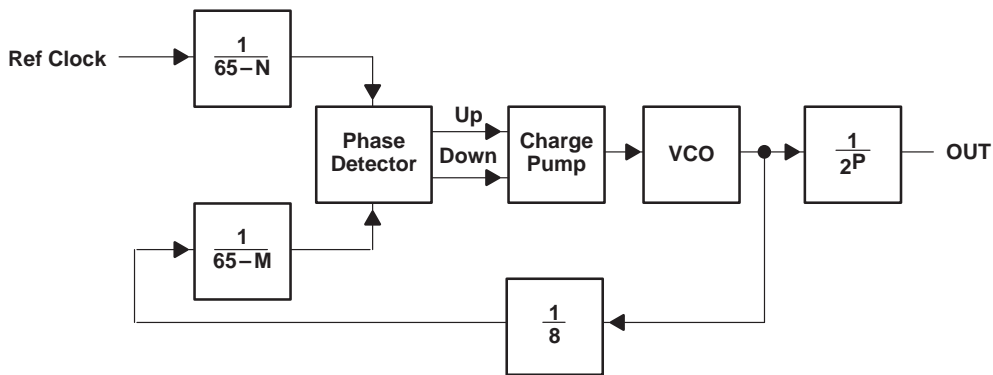 Ref Clock
1
65–N
Phase
Detector
Up
Down
Charge
Pump
VCO
1
2P
OUT
1
65–M
1
8